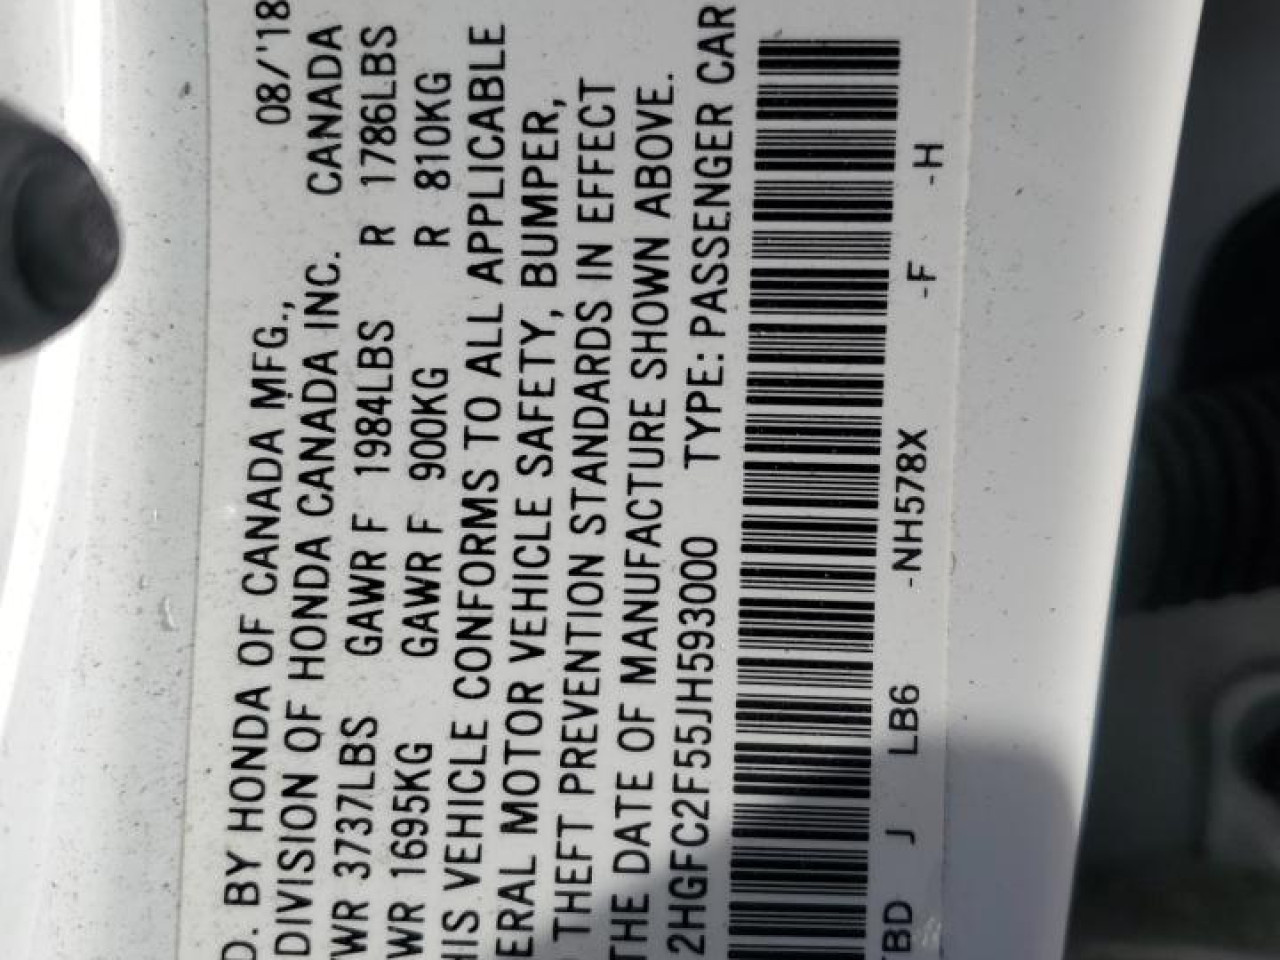 D. BY HONDA OF CANADA MFG., 08/'18
DIVISION OF HONDA CANADA INC. CANADA
WR 3737LBS GAWR F 1984LBS R 1786LBS
WR 1695KG GAWR F 900KG R 810KG
HIS VEHICLE CONFORMS TO ALL APPLICABLE
ERAL MOTOR VEHICLE SAFETY, BUMPER,
THEFT PREVENTION STANDARDS IN EFFECT
THE DATE OF MANUFACTURE SHOWN ABOVE.
2HGFC2F55JH593000 TYPE: PASSENGER CAR
TBD J LB6 -NH578X -F -H